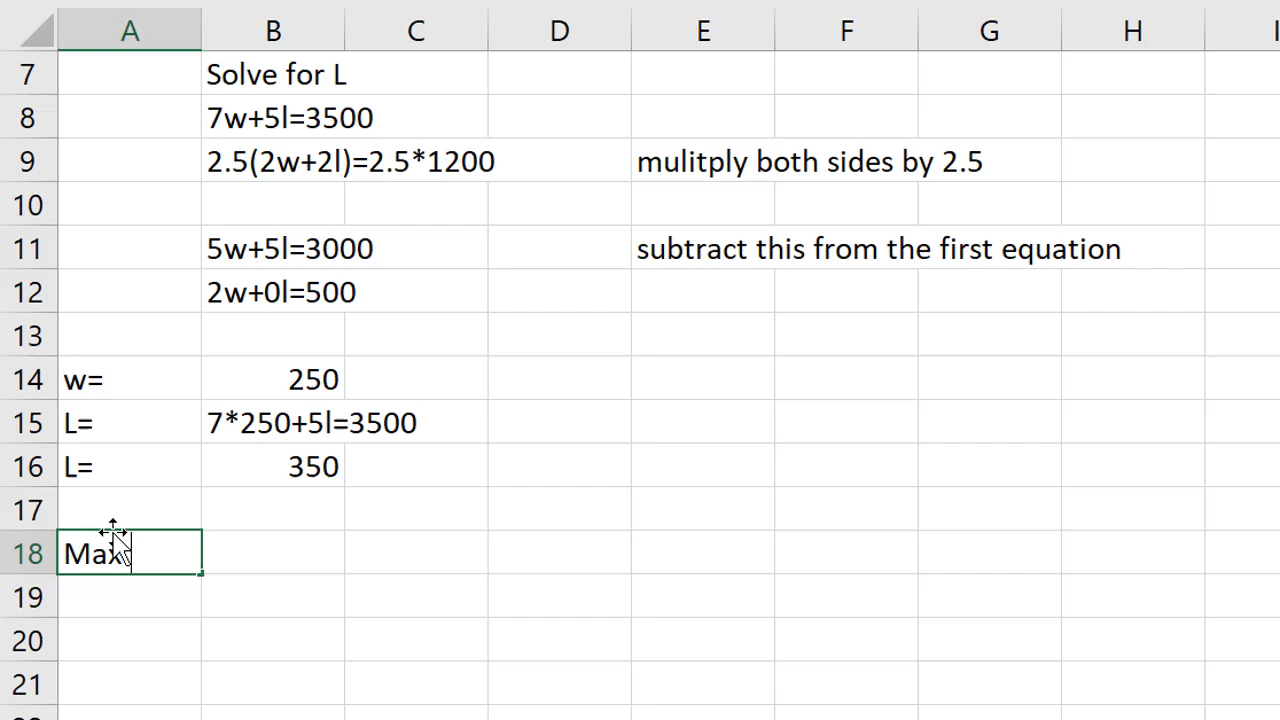 A B C D E F G H
7 Solve for L
8 7w+5l=3500
9 2.5(2w+2l)=2.5*1200 mulitply both sides by 2.5
10
11 5w+5l=3000 subtract this from the first equation
12 2w+0l=500
13
14 w= 250
15 L= 7*250+5l=3500
16 L= 350
17
18 Max
19
20
21